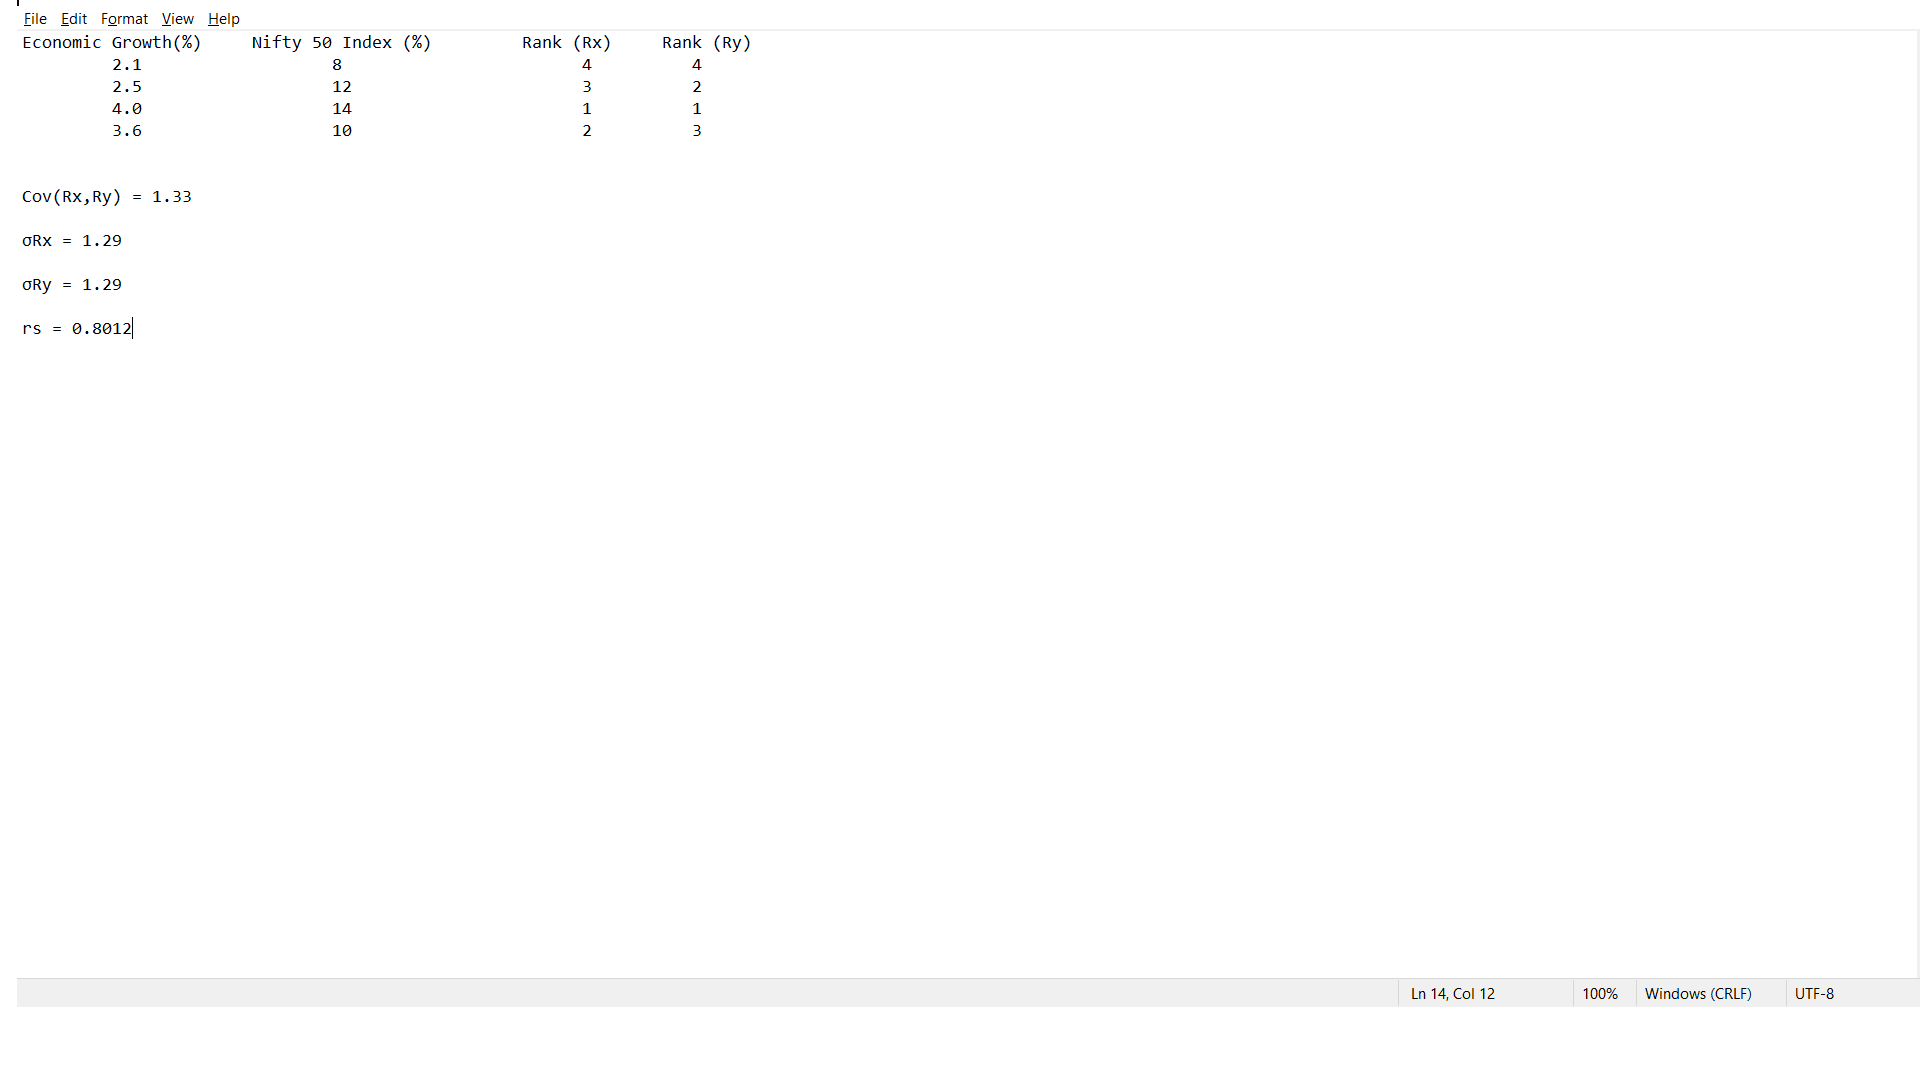 File Edit Format View Help
Economic Growth(%) Nifty 50 Index (%) Rank (Rx) Rank (Ry)
2.1 8 4 4
2.5 12 3 2
4.0 14 1 1
3.6 10 2 3
Cov(Rx,Ry) = 1.33
σRx = 1.29
σRy = 1.29
rs = 0.8012
Ln 14, Col 12 100% Windows (CRLF) UTF-8